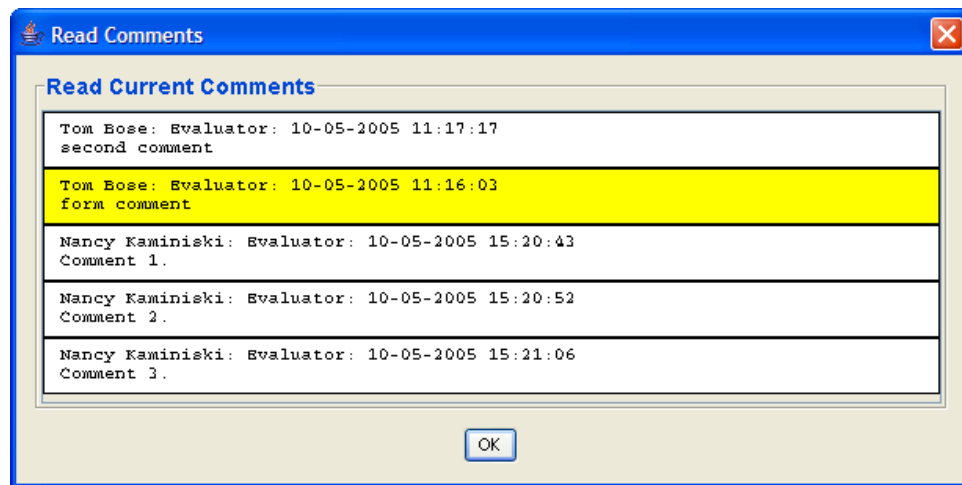 Read Comments
Read Current Comments
Tom Bose: Evaluator: 10-05-2005 11:17:17
second comment
Tom Bose: Evaluator: 10-05-2005 11:16:03
form comment
Nancy Kaminiski: Evaluator: 10-05-2005 15:20:43
Comment 1.
Nancy Kaminiski: Evaluator: 10-05-2005 15:20:52
Comment 2.
Nancy Kaminiski: Evaluator: 10-05-2005 15:21:06
Comment 3.
OK